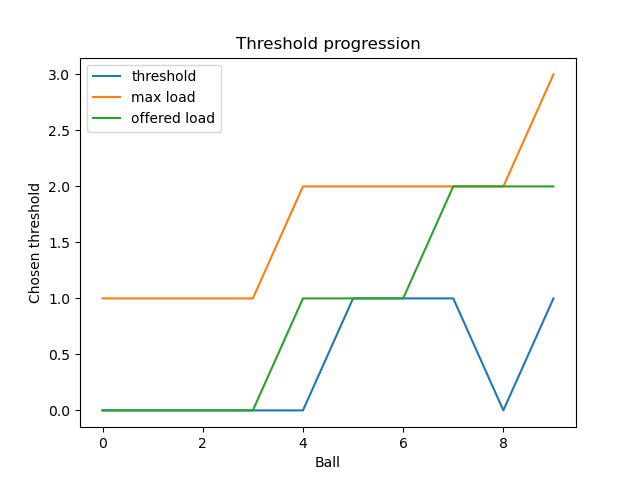 Threshold progression
threshold
max load
offered load
3.0
2.5
2.0
1.5
1.0
0.5
0.0
Chosen threshold
0
2
4
6
8
Ball